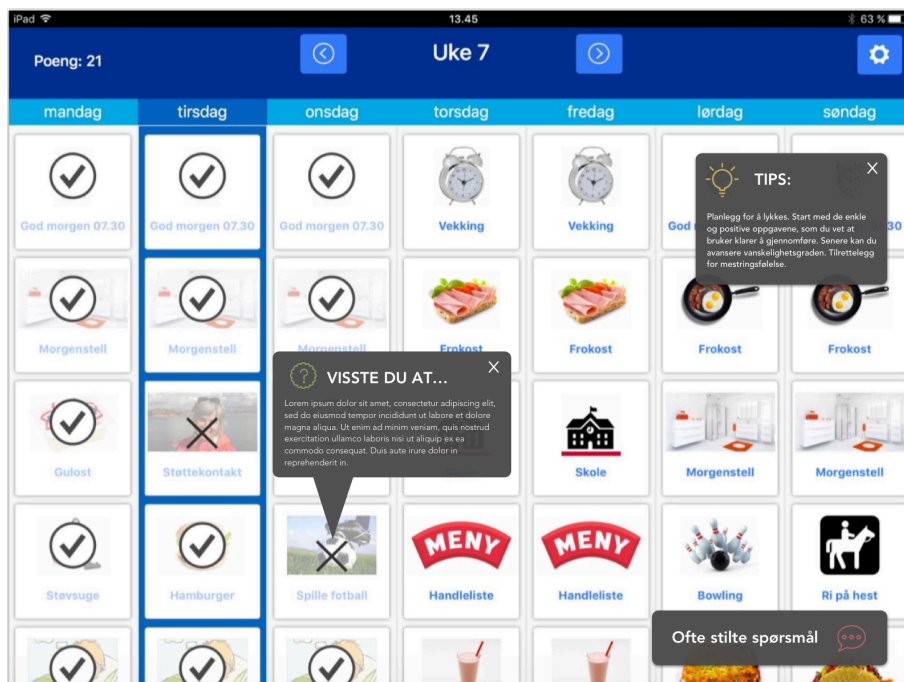 iPad
13.45
63 %
Poeng: 21
Uke 7
mandag
tirsdag
onsdag
torsdag
fredag
lørdag
søndag
God morgen 07.30
God morgen 07.30
God morgen 07.30
Vekking
Vekking
God
30
TIPS:
X
Planlegg for å lykkes. Start med de enkle
og positive oppgavene, som du vet at
bruker klarer å gjennomføre. Senere kan du
avansere vanskelighetsgraden. Tilrettelegg
for mestringsfølelse.
Morgenstell
Morgenstell
Morgenstell
Frokost
Frokost
Frokost
Frokost
? VISSTE DU AT...
X
Lorem ipsum dolor sit amet, consectetur adipiscing elit,
sed do eiusmod tempor incididunt ut labore et dolore
magna aliqua. Ut enim ad minim veniam, quis nostrud
exercitation ullamco laboris nisi ut aliquip ex ea
commodo consequat. Duis aute irure dolor in
reprehenderit in.
Gulost
Støttekontakt
Skole
Morgenstell
Morgenstell
MENY
MENY
Støvsuge
Hamburger
Spille fotball
Handleliste
Handleliste
Bowling
Ri på hest
Ofte stilte spørsmål